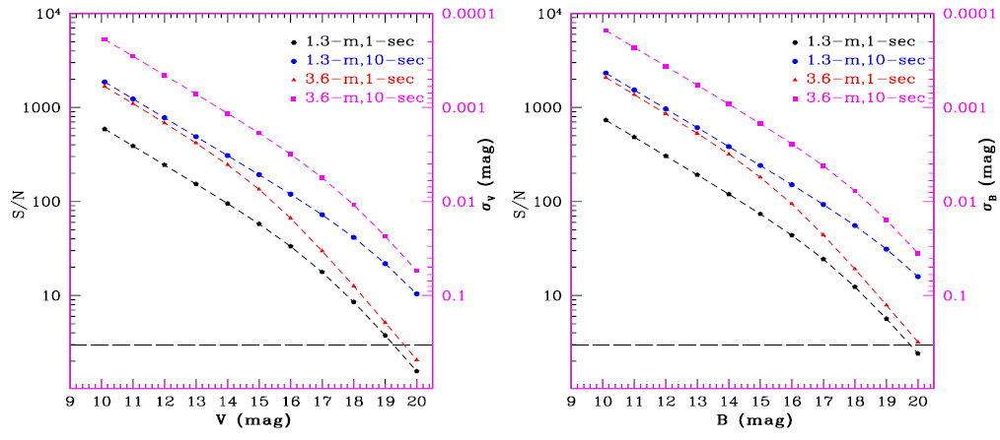 10⁴
1000
100
10
S/N
1.3-m,1-sec
1.3-m,10-sec
3.6-m,1-sec
3.6-m,10-sec
0.0001
0.001
0.01
0.1
σV (mag)
9 10 11 12 13 14 15 16 17 18 19 20
V (mag)
10⁴
1000
100
10
S/N
1.3-m,1-sec
1.3-m,10-sec
3.6-m,1-sec
3.6-m,10-sec
0.0001
0.001
0.01
0.1
σB (mag)
9 10 11 12 13 14 15 16 17 18 19 20
B (mag)